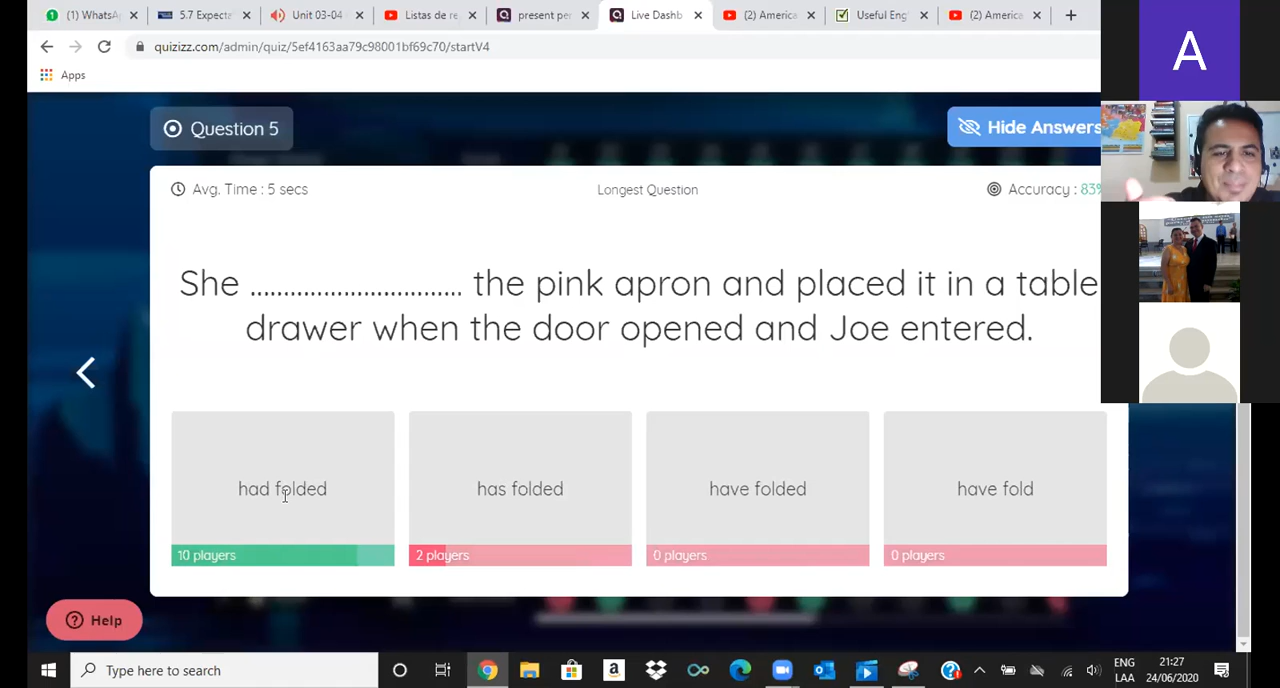 (1) WhatsA
5.7 Expecta
Unit 03-04
Listas de re
present per
Live Dashb
(2) America
Useful Eng
(2) America
quizizz.com/admin/quiz/5ef4163aa79c98001bf69c70/startV4
Apps
A
Question 5
Hide Answers
Avg. Time : 5 secs
Longest Question
Accuracy : 83%
She ................................ the pink apron and placed it in a table
drawer when the door opened and Joe entered.
had folded
has folded
have folded
have fold
10 players
2 players
0 players
0 players
Help
Type here to search
ENG
LAA
21:27
24/06/2020